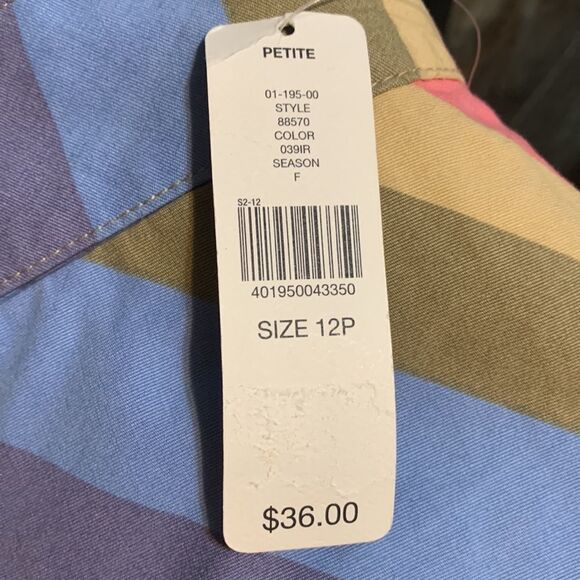 PETITE
01-195-00
STYLE
88570
COLOR
039IR
SEASON
F
S2-12
401950043350
SIZE 12P
$36.00